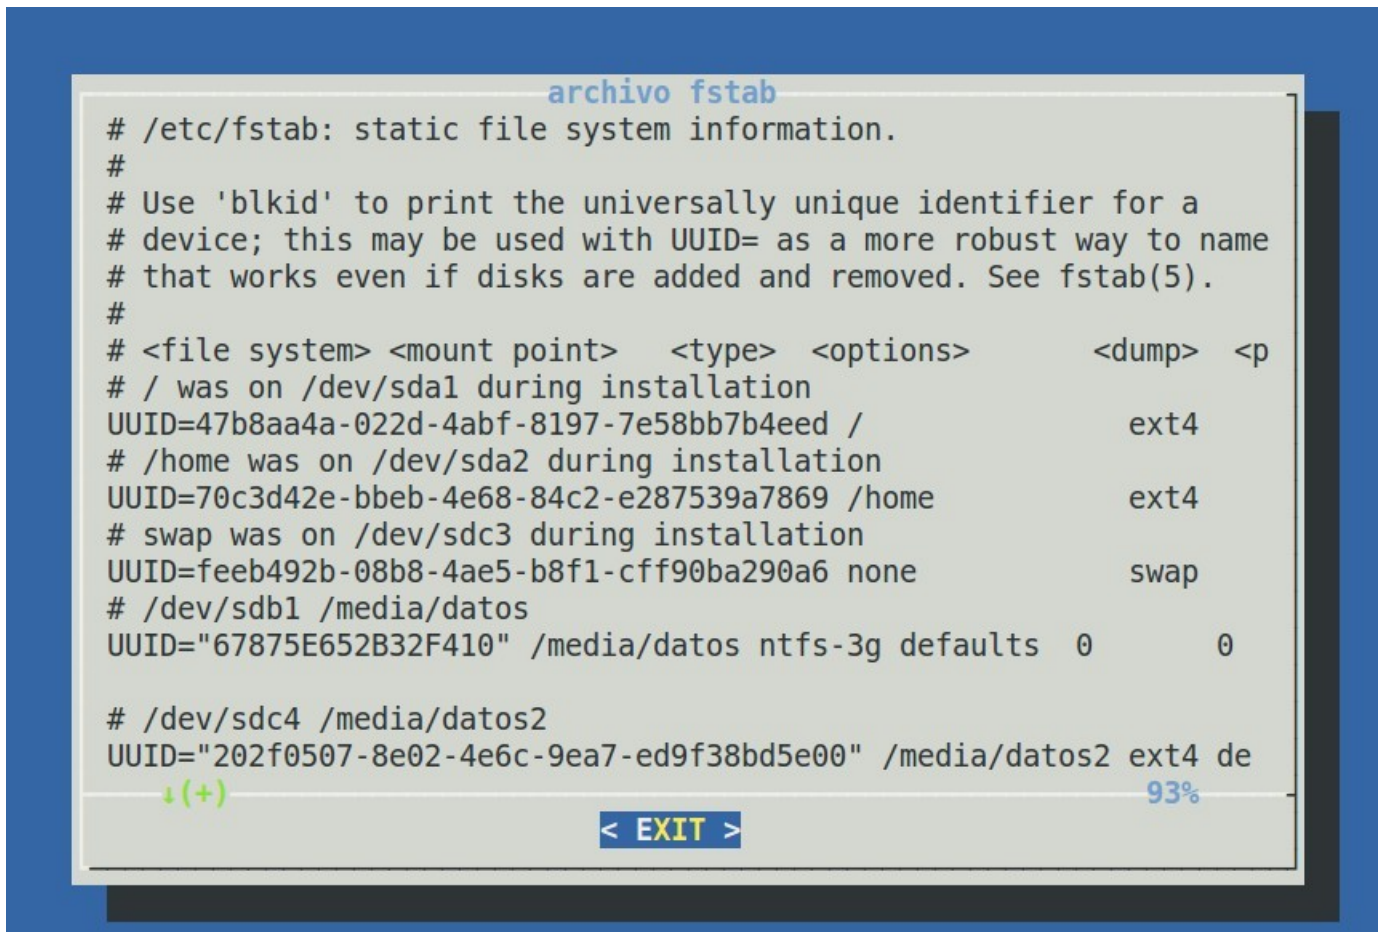 archivo fstab
# /etc/fstab: static file system information.
#
# Use 'blkid' to print the universally unique identifier for a
# device; this may be used with UUID= as a more robust way to name
# that works even if disks are added and removed. See fstab(5).
#
# <file system> <mount point>   <type>  <options>       <dump>  <p
# / was on /dev/sda1 during installation
UUID=47b8aa4a-022d-4abf-8197-7e58bb7b4eed /               ext4
# /home was on /dev/sda2 during installation
UUID=70c3d42e-bbeb-4e68-84c2-e287539a7869 /home           ext4
# swap was on /dev/sdc3 during installation
UUID=feeb492b-08b8-4ae5-b8f1-cff90ba290a6 none            swap
# /dev/sdb1 /media/datos
UUID="67875E652B32F410" /media/datos ntfs-3g defaults  0       0
# /dev/sdc4 /media/datos2
UUID="202f0507-8e02-4e6c-9ea7-ed9f38bd5e00" /media/datos2 ext4 de
↓(+) 93%
< EXIT >